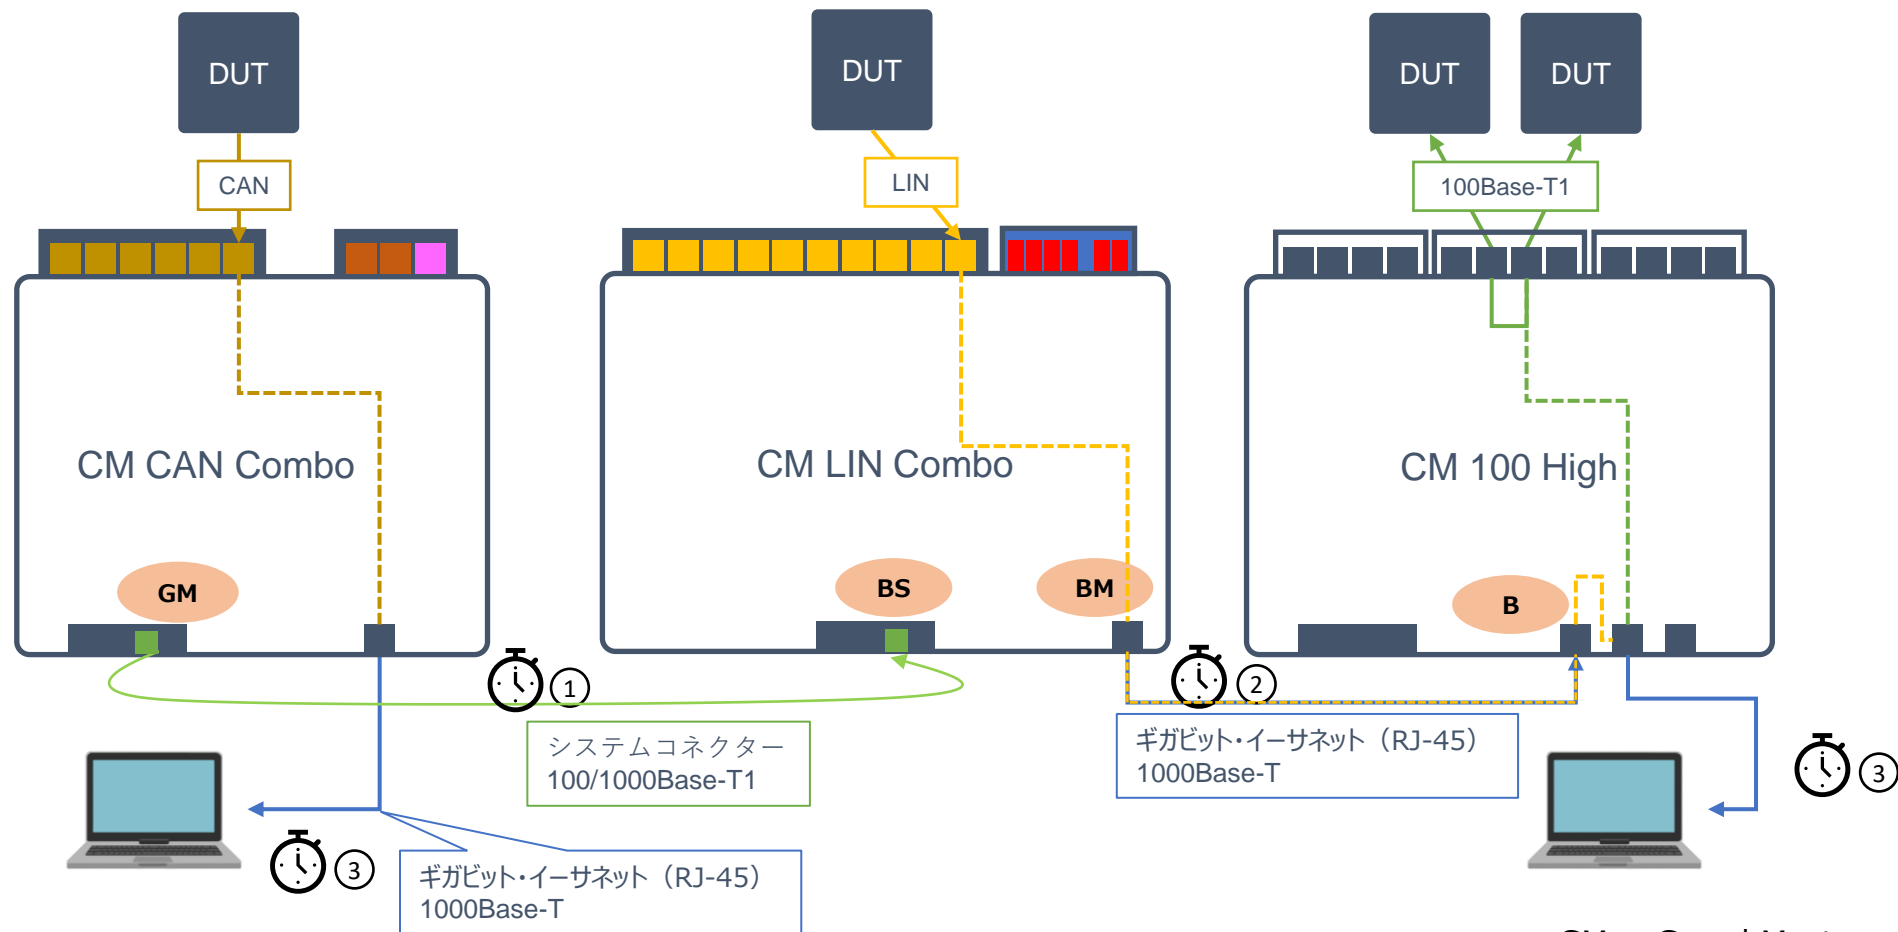 DUT
DUT
DUT
DUT
CAN
LIN
100Base-T1
CM CAN Combo
CM LIN Combo
CM 100 High
GM
BS
BM
B
1
2
システムコネクター
100/1000Base-T1
ギガビット・イーサネット（RJ-45）
1000Base-T
3
3
ギガビット・イーサネット（RJ-45）
1000Base-T